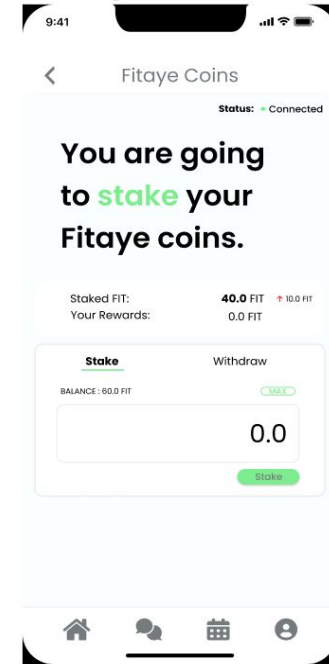 9:41
Fitaye Coins
Status: Connected
You are going
to stake your
Fitaye coins.
Staked FIT: 40.0 FIT ↑ 10.0 FIT
Your Rewards: 0.0 FIT
Stake Withdraw
BALANCE : 60.0 FIT MAX
0.0
Stake